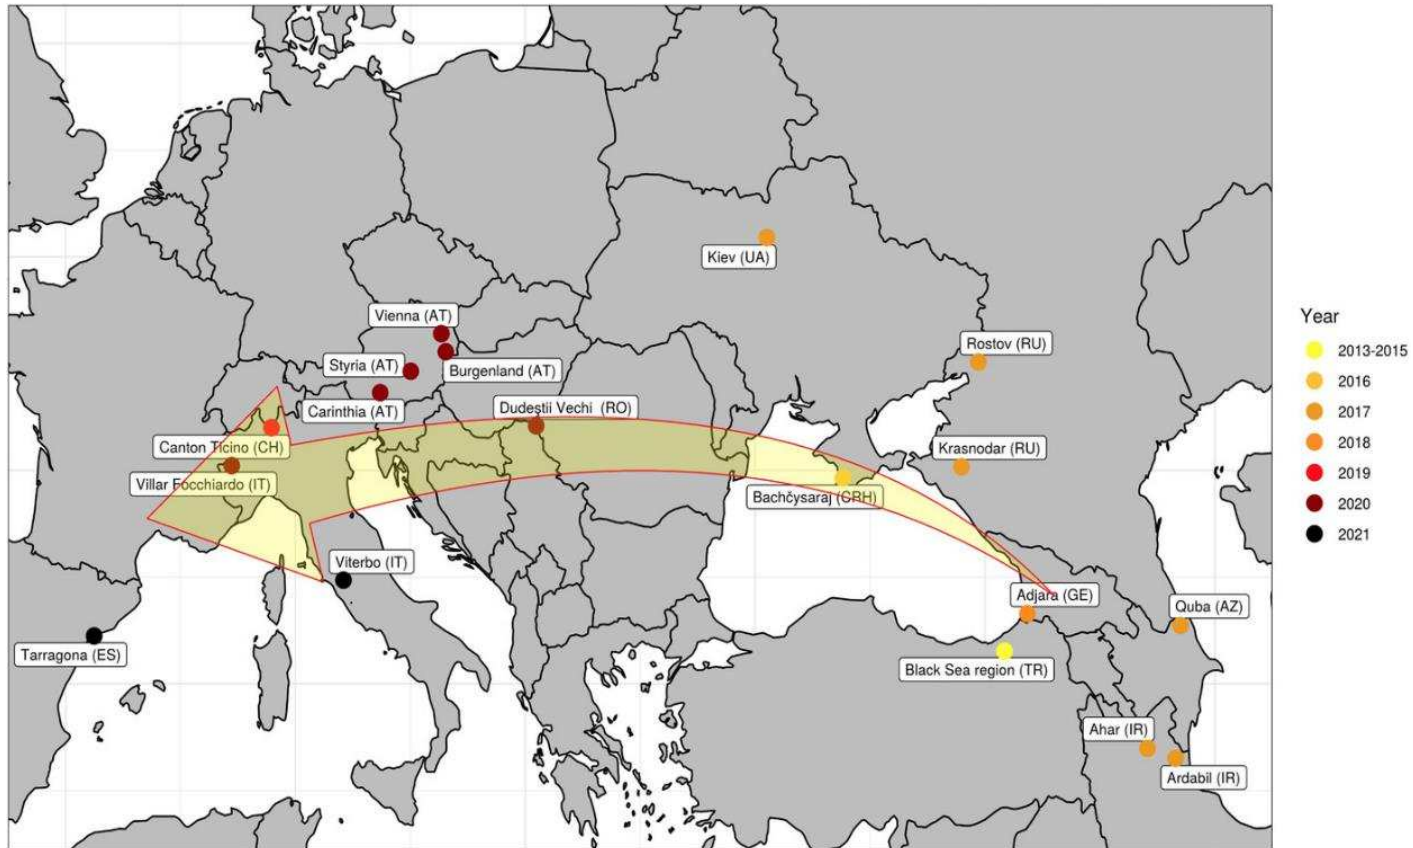 Kiev (UA)
Vienna (AT)
Rostov (RU)
Styria (AT)
Burgenland (AT)
Carinthia (AT)
Dudeștii Vechi (RO)
Canton Ticino (CH)
Krasnodar (RU)
Villar Focchiardo (IT)
Bachčysaraj (CRH)
Viterbo (IT)
Adjara (GE)
Quba (AZ)
Tarragona (ES)
Black Sea region (TR)
Ahar (IR)
Ardabil (IR)
Year
2013-2015
2016
2017
2018
2019
2020
2021